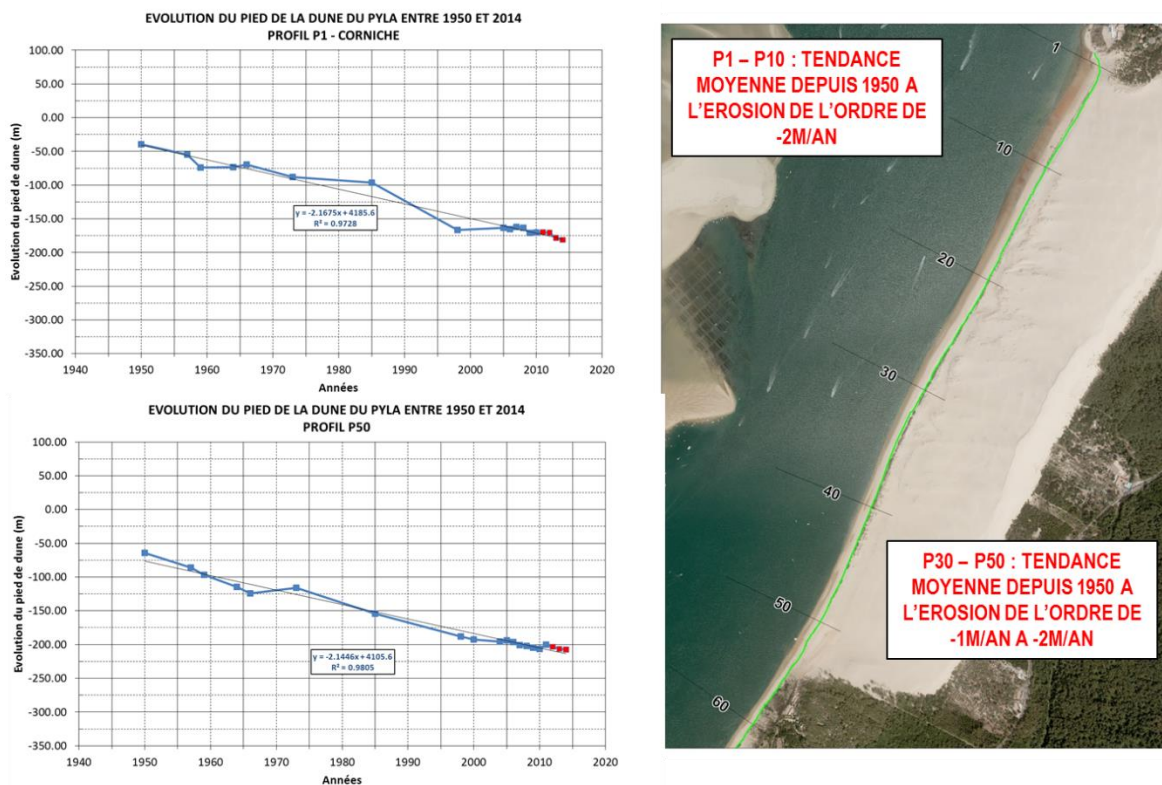 EVOLUTION DU PIED DE LA DUNE DU PYLA ENTRE 1950 ET 2014
PROFIL P1 - CORNICHE
Evolution du pied de dune (m)
100.00
50.00
0.00
-50.00
-100.00
-150.00
-200.00
-250.00
-300.00
-350.00
y = -2.1675x + 4185.6
R² = 0.9728
1940 1950 1960 1970 1980 1990 2000 2010 2020
Années
EVOLUTION DU PIED DE LA DUNE DU PYLA ENTRE 1950 ET 2014
PROFIL P50
Evolution du pied de dune (m)
100.00
50.00
0.00
-50.00
-100.00
-150.00
-200.00
-250.00
-300.00
-350.00
y = -2.1446x + 4105.6
R² = 0.9805
1940 1950 1960 1970 1980 1990 2000 2010 2020
Années
P1 – P10 : TENDANCE
MOYENNE DEPUIS 1950 A
L'EROSION DE L'ORDRE DE
-2M/AN
1
10
20
30
40
50
60
P30 – P50 : TENDANCE
MOYENNE DEPUIS 1950 A
L'EROSION DE L'ORDRE DE
-1M/AN A -2M/AN